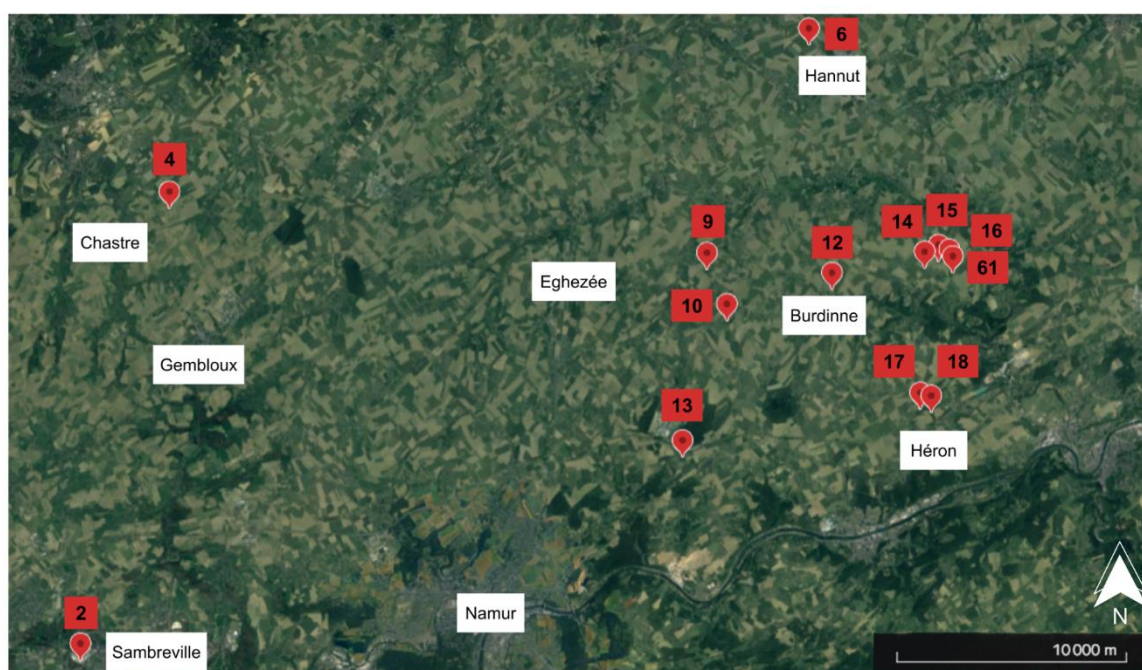 6
Hannut
4
Chastre
9
12
14
15
16
61
Eghezée
10
Burdinne
Gembloux
17
18
13
Héron
2
Sambreville
Namur
N
10 000 m